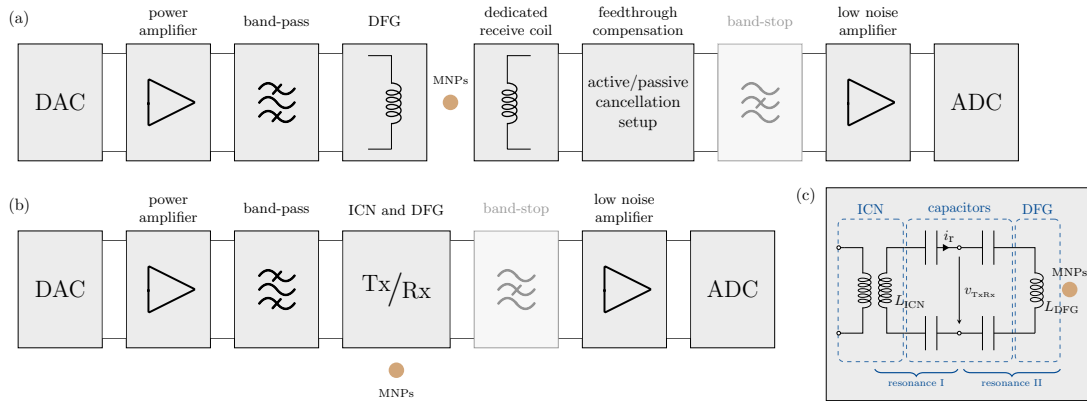 (a)
power
amplifier
band-pass
DFG
dedicated
receive coil
feedthrough
compensation
band-stop
low noise
amplifier
DAC
MNPs
active/passive
cancellation
setup
ADC
(b)
power
amplifier
band-pass
ICN and DFG
band-stop
low noise
amplifier
DAC
Tx/Rx
ADC
MNPs
(c)
ICN
capacitors
DFG
i_r
MNPs
L_ICN
v_TxRx
L_DFG
resonance I
resonance II